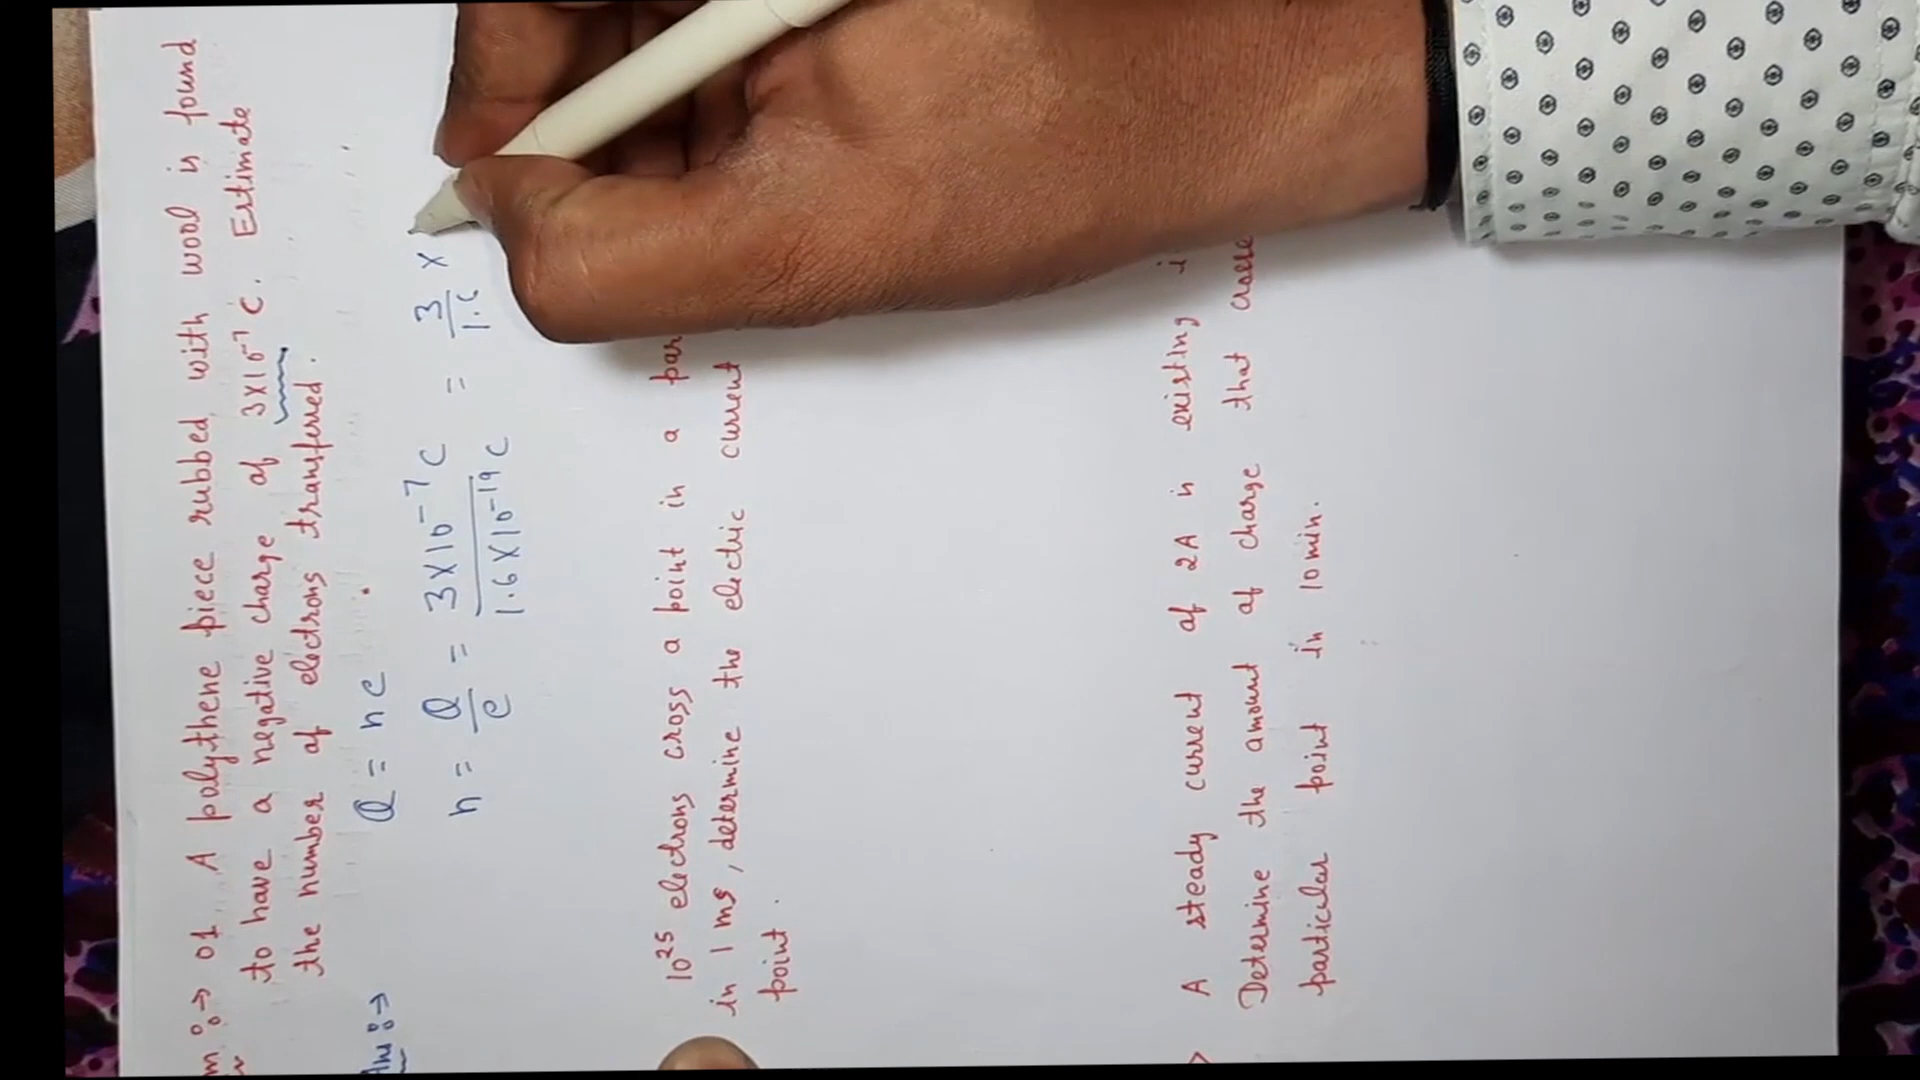 01. A polythene piece rubbed with wool is found
to have a negative charge of 3×10⁻⁷ C. Estimate
the number of electrons transferred.
Ans :→ Q = ne
n = Q/e = 3×10⁻⁷ C / 1.6×10⁻¹⁹ C = 3/1.6 ×
10²⁵ electrons cross a point in a
in 1 ms, determine the electric current
point.
A steady current of 2A is existing
Determine the amount of charge that
particular point in 10 min.